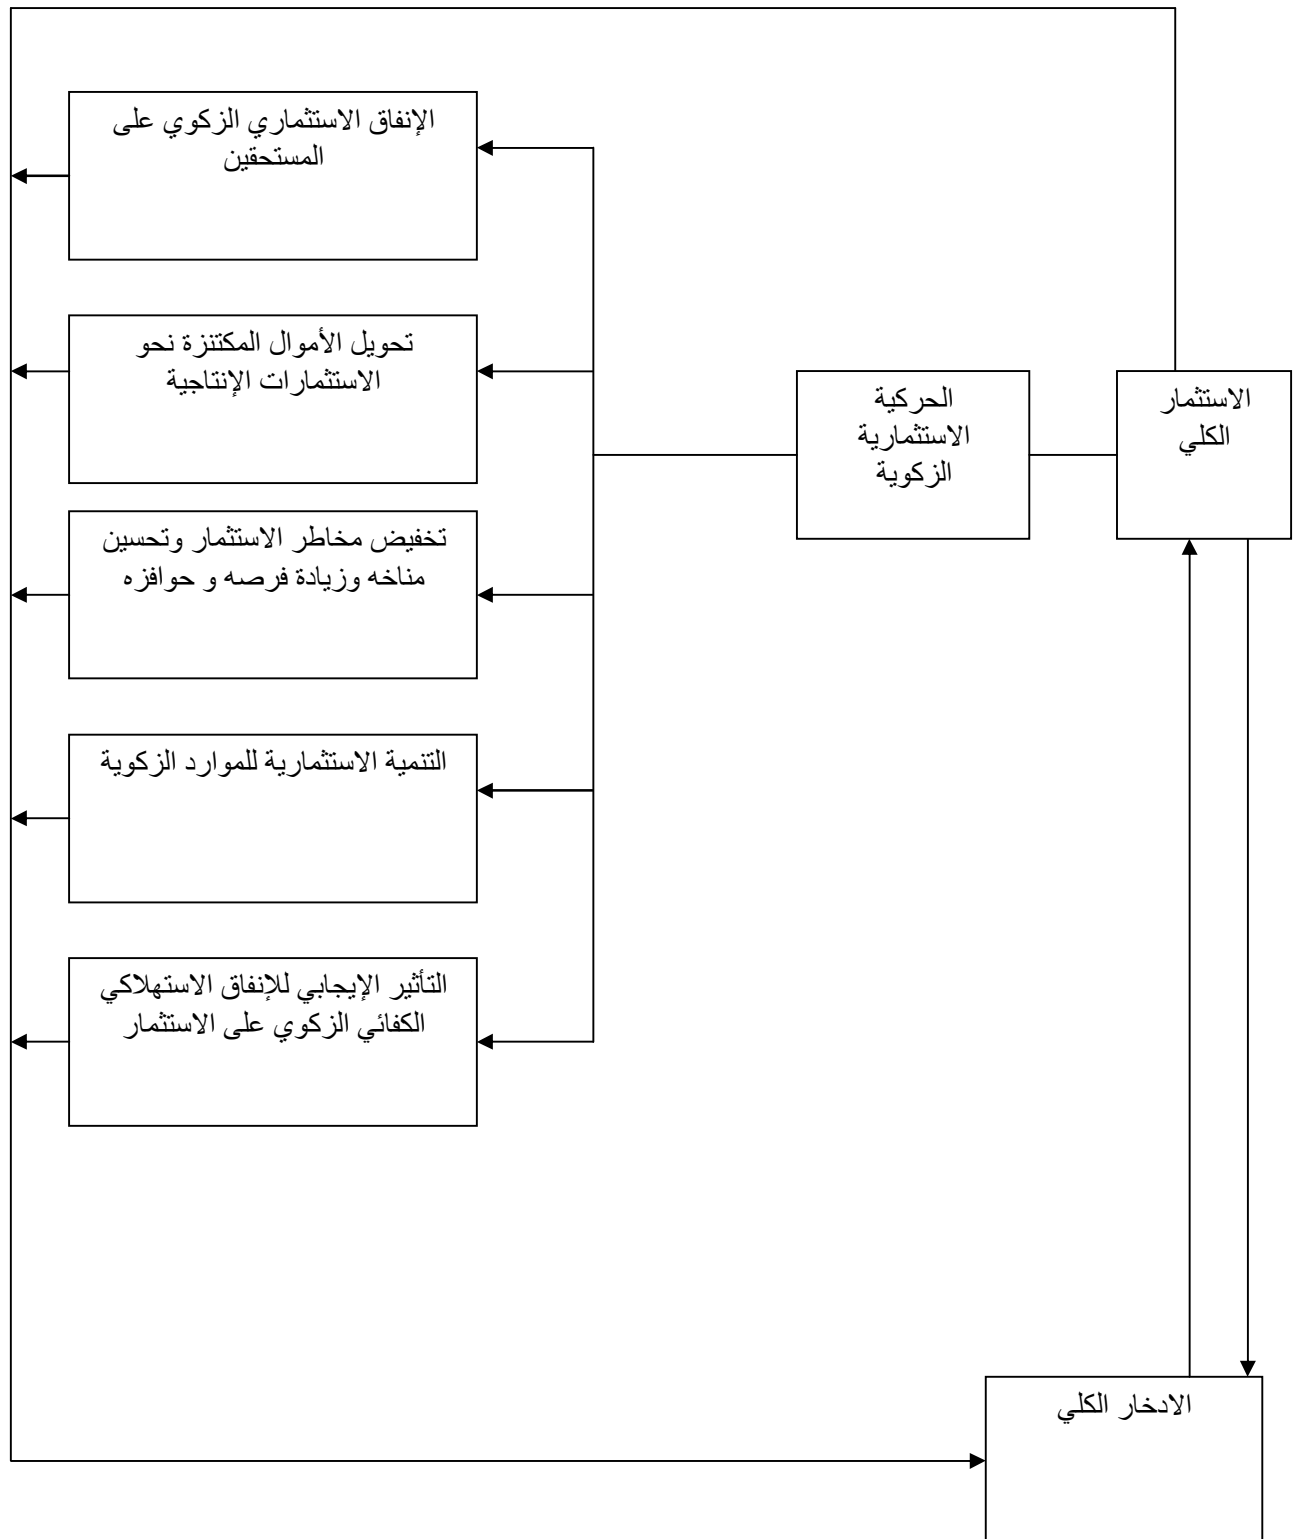 الإنفاق الاستثماري الزكوي على
المستحقين
تحويل الأموال المكتنزة نحو
الاستثمارات الإنتاجية
الاستثمار
الكلي
الحركية
الاستثمارية
الزكوية
تخفيض مخاطر الاستثمار وتحسين
مناخه وزيادة فرصه و حوافزه
التنمية الاستثمارية للموارد الزكوية
التأثير الإيجابي للإنفاق الاستهلاكي
الكفائي الزكوي على الاستثمار
الادخار الكلي